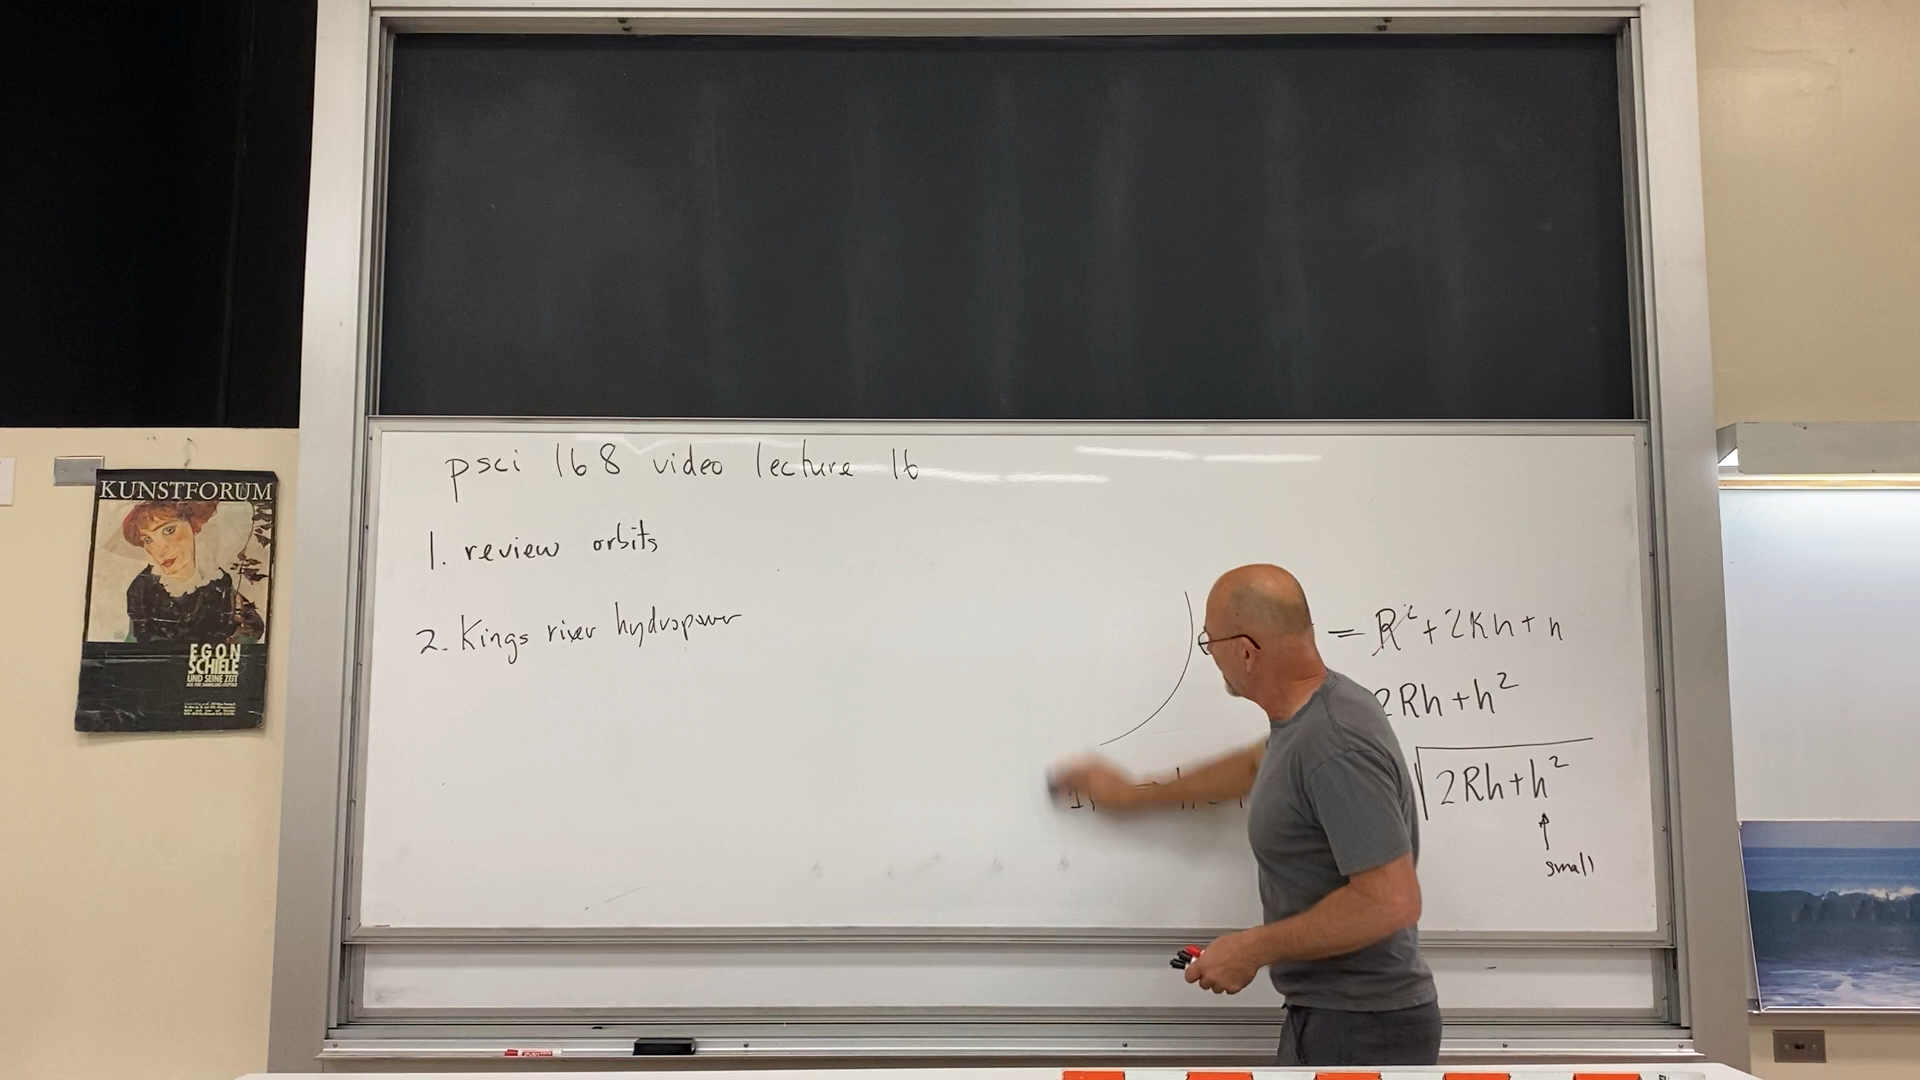 psci 168 video lecture 16
1. review orbits
2. Kings river hydropower
= R² + 2Rh + h
2Rh + h²
√2Rh + h²
↑
small
KUNSTFORUM
EGON
SCHIELE
UND SEINE ZEIT